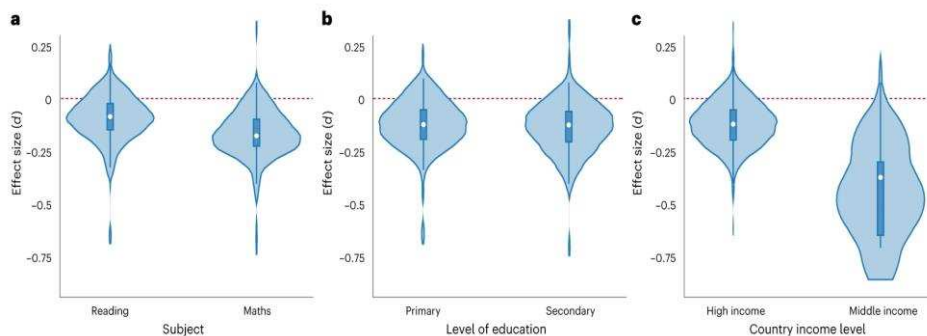 a
Effect size (d)
0.25
0
−0.25
−0.5
−0.75
Reading
Maths
Subject
b
Effect size (d)
0.25
0
−0.25
−0.5
−0.75
Primary
Secondary
Level of education
c
Effect size (d)
0.25
0
−0.25
−0.5
−0.75
High income
Middle income
Country income level